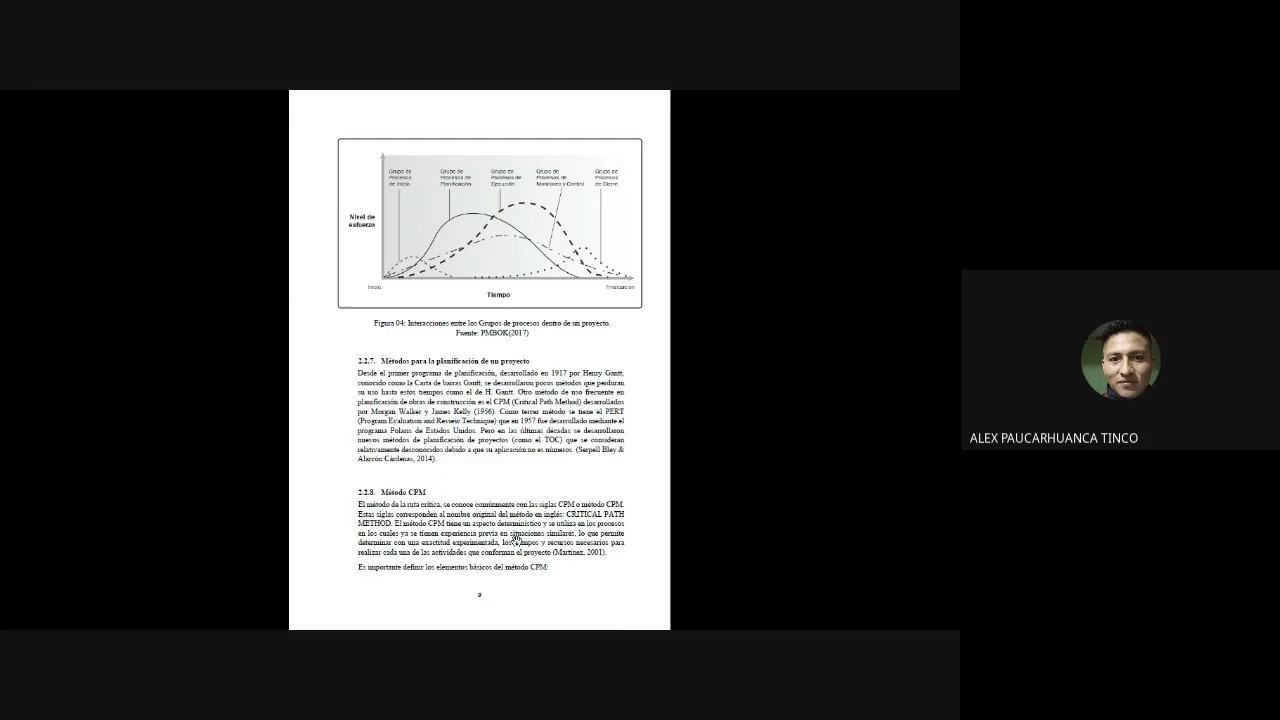 Grupo de
Procesos
de Inicio
Grupo de
Procesos de
Planificación
Grupo de
Procesos de
Ejecución
Grupo de
Procesos de
Monitoreo y Control
Grupo de
Procesos
de Cierre
Nivel de
esfuerzo
Inicio
Finalización
Tiempo
Figura 04: Interacciones entre los Grupos de procesos dentro de un proyecto.
Fuente: PMBOK(2017)
2.2.7. Métodos para la planificación de un proyecto
Desde el primer programa de planificación, desarrollado en 1917 por Henry Gantt,
conocido como la Carta de barras Gantt, se desarrollaron pocos métodos que perduran
su uso hasta estos tiempos como el de H. Gantt. Otro método de uso frecuente en
planificación de obras de construcción es el CPM (Critical Path Method) desarrollados
por Morgan Walker y James Kelly (1956). Como tercer método se tiene el PERT
(Program Evaluation and Review Technique) que en 1957 fue desarrollado mediante el
programa Polaris de Estados Unidos. Pero en las últimas décadas se desarrollaron
nuevos métodos de planificación de proyectos (como el TOC) que se consideran
relativamente desconocidos debido a que su aplicación no es números (Serpell Bley &
Alarcón Cárdenas, 2014).
2.2.8. Método CPM
El método de la ruta crítica, se conoce comúnmente con las siglas CPM o método CPM.
Estas siglas corresponden al nombre original del método en inglés: CRITICAL PATH
METHOD. El método CPM tiene un aspecto determinístico y se utiliza en los procesos
en los cuales ya se tienen experiencia previa en situaciones similares, lo que permite
determinar con una exactitud experimentada, los tiempos y recursos necesarios para
realizar cada una de las actividades que conforman el proyecto (Martínez, 2001).
Es importante definir los elementos básicos del método CPM:
9
ALEX PAUCARHUANCA TINCO